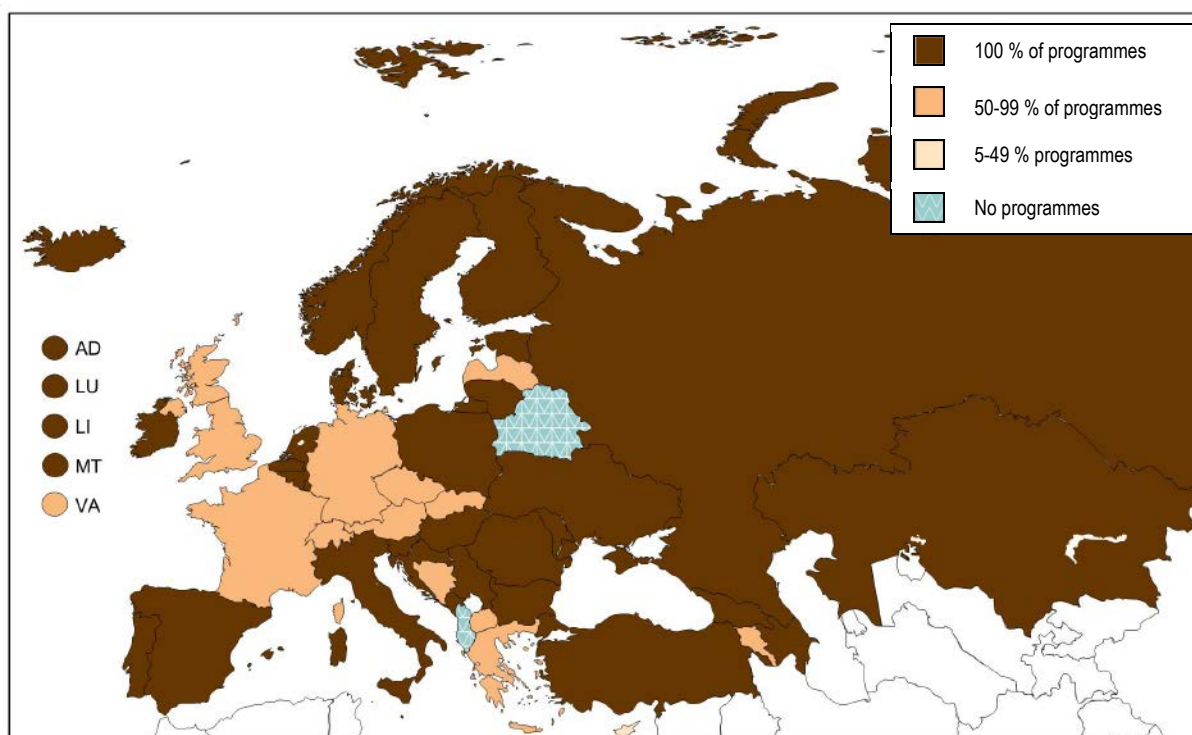 100 % of programmes
50-99 % of programmes
5-49 % programmes
No programmes
AD
LU
LI
MT
VA